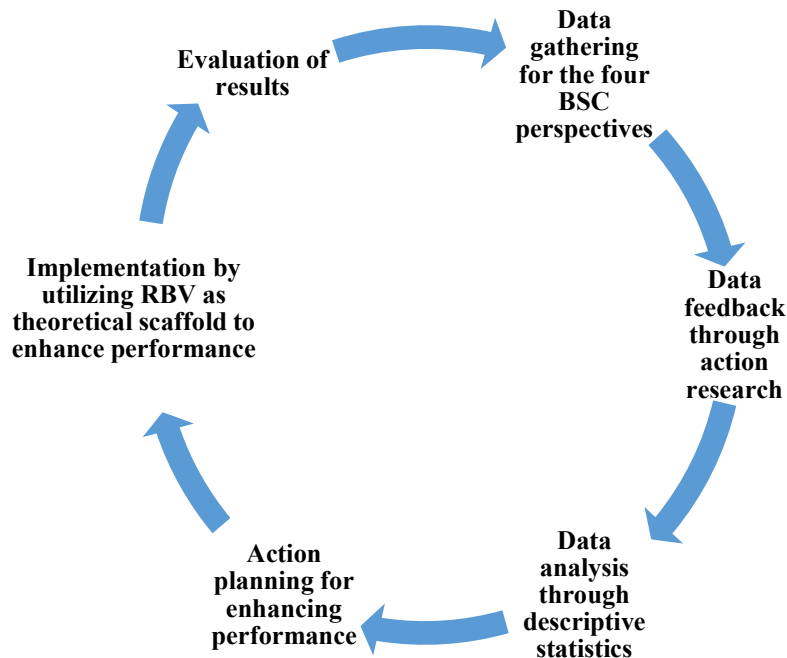 Evaluation of
results
Data
gathering
for the four
BSC
perspectives
Data
feedback
through
action
research
Data
analysis
through
descriptive
statistics
Action
planning for
enhancing
performance
Implementation by
utilizing RBV as
theoretical scaffold to
enhance performance